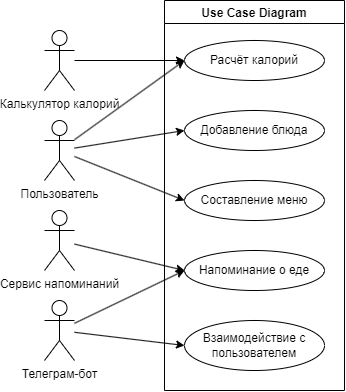 Use Case Diagram
Расчёт калорий
Калькулятор калорий
Добавление блюда
Пользователь
Составление меню
Напоминание о еде
Сервис напоминаний
Взаимодействие с
пользователем
Телеграм-бот